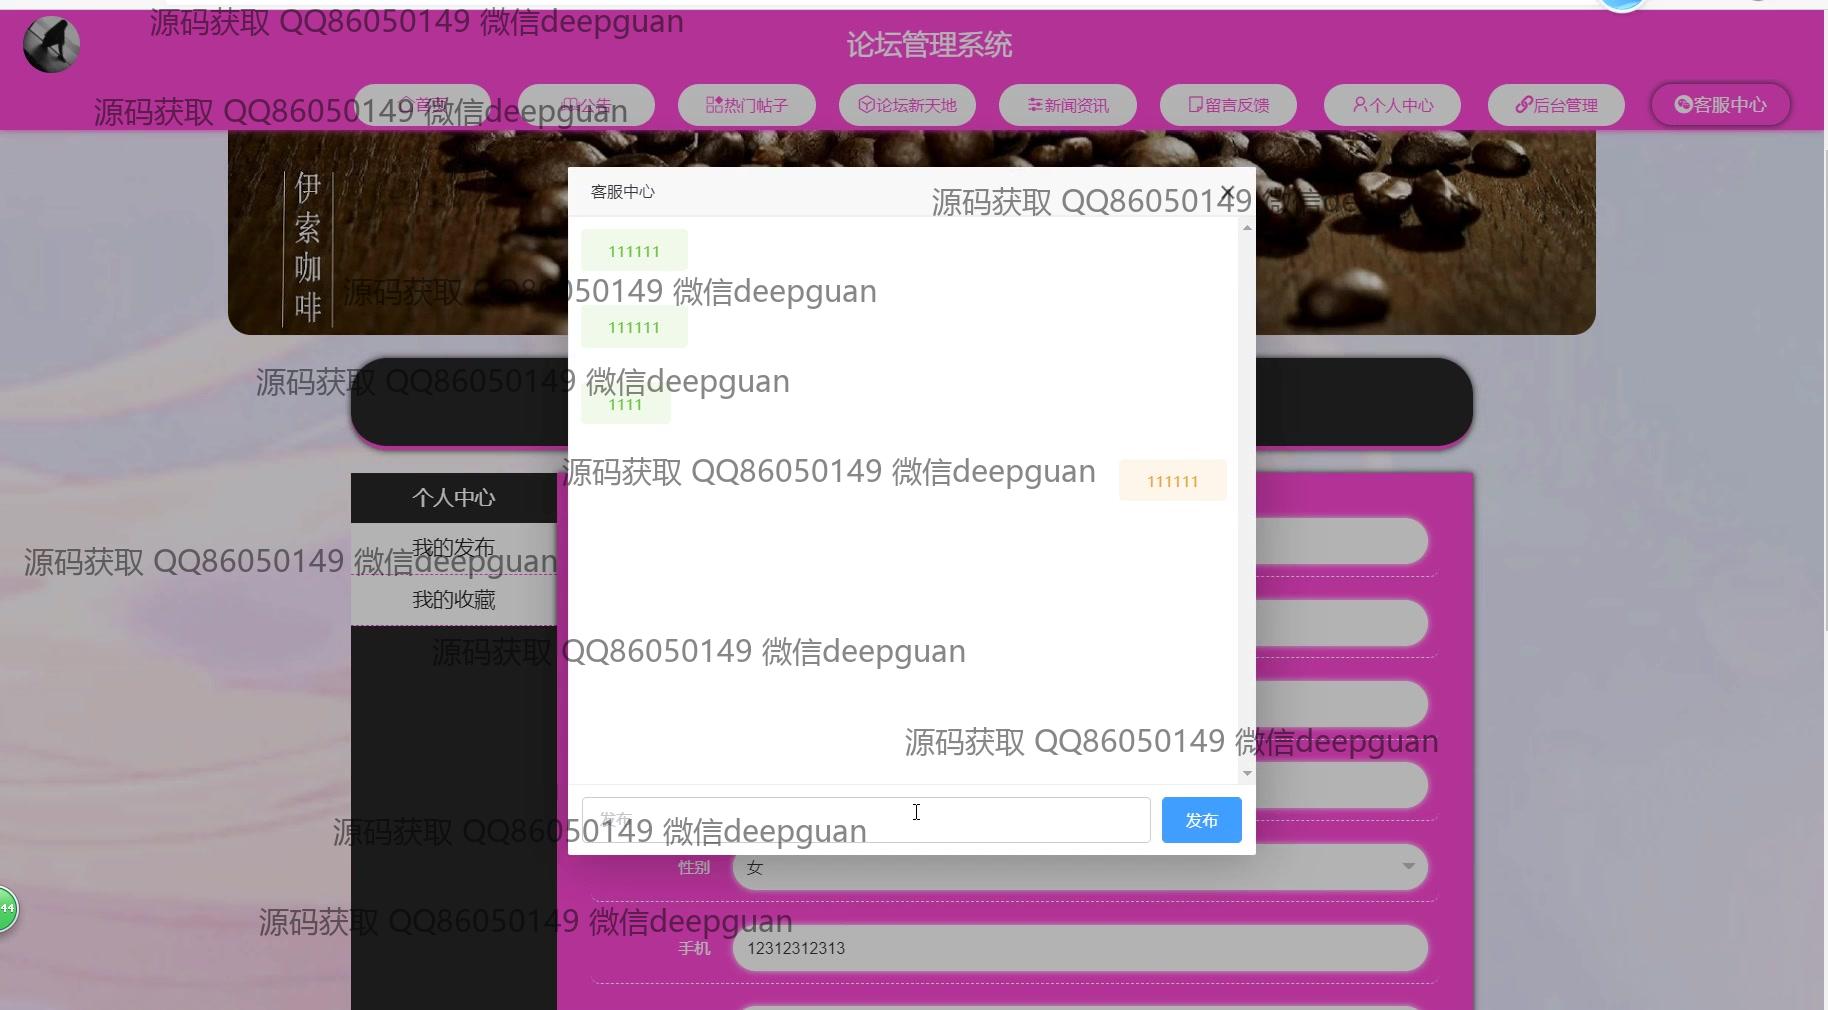 源码获取 QQ86050149 微信deepguan
论坛管理系统
首页
公告
热门帖子
论坛新天地
新闻资讯
留言反馈
个人中心
后台管理
客服中心
源码获取 QQ86050149 微信deepguan
伊索咖啡
客服中心
源码获取 QQ86050149 微信deepguan
111111
源码获取 QQ86050149 微信deepguan
111111
源码获取 QQ86050149 微信deepguan
1111
源码获取 QQ86050149 微信deepguan
111111
个人中心
我的发布
源码获取 QQ86050149 微信deepguan
我的收藏
源码获取 QQ86050149 微信deepguan
源码获取 QQ86050149 微信deepguan
发布
发布
源码获取 QQ86050149 微信deepguan
性别
女
源码获取 QQ86050149 微信deepguan
手机
12312312313
44